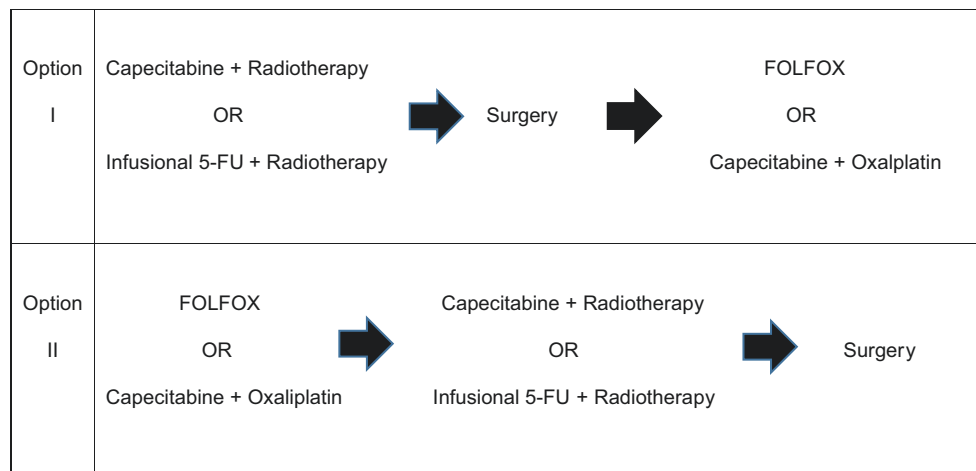 Option
I
Capecitabine + Radiotherapy
OR
Infusional 5-FU + Radiotherapy
Surgery
FOLFOX
OR
Capecitabine + Oxalplatin
Option
II
FOLFOX
OR
Capecitabine + Oxaliplatin
Capecitabine + Radiotherapy
OR
Infusional 5-FU + Radiotherapy
Surgery